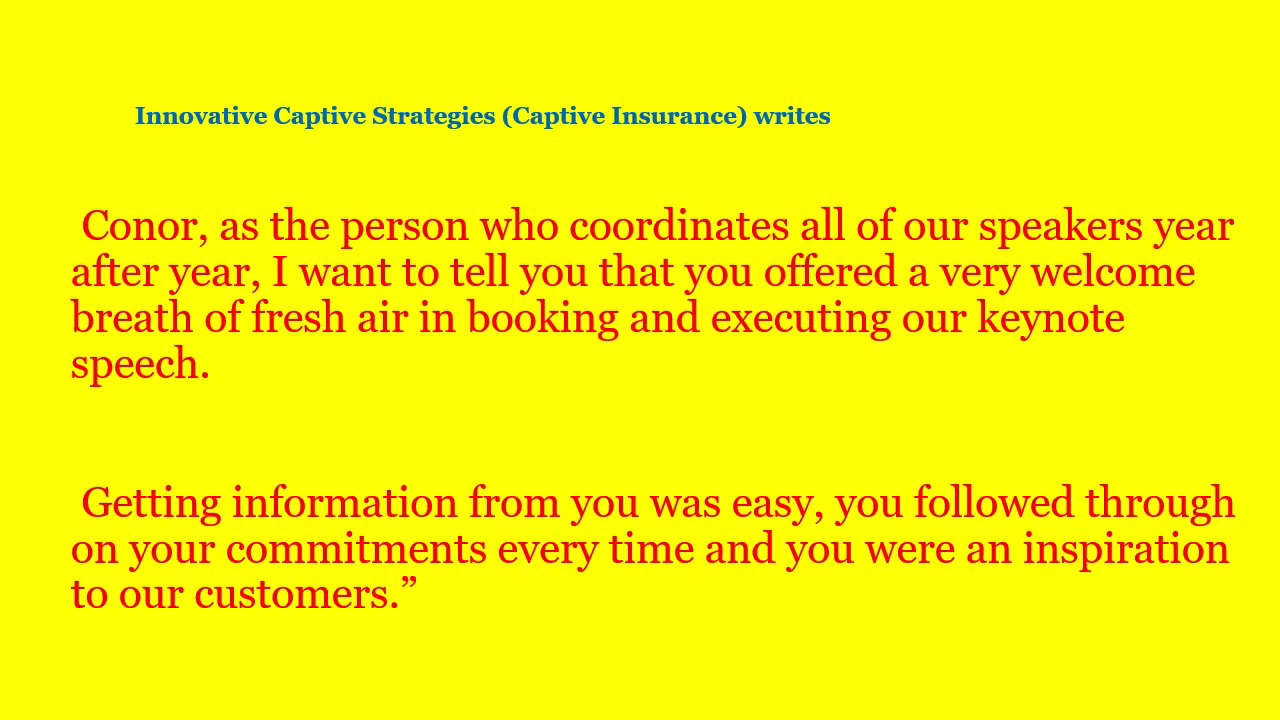 Innovative Captive Strategies (Captive Insurance) writes
Conor, as the person who coordinates all of our speakers year
after year, I want to tell you that you offered a very welcome
breath of fresh air in booking and executing our keynote
speech.
Getting information from you was easy, you followed through
on your commitments every time and you were an inspiration
to our customers.”